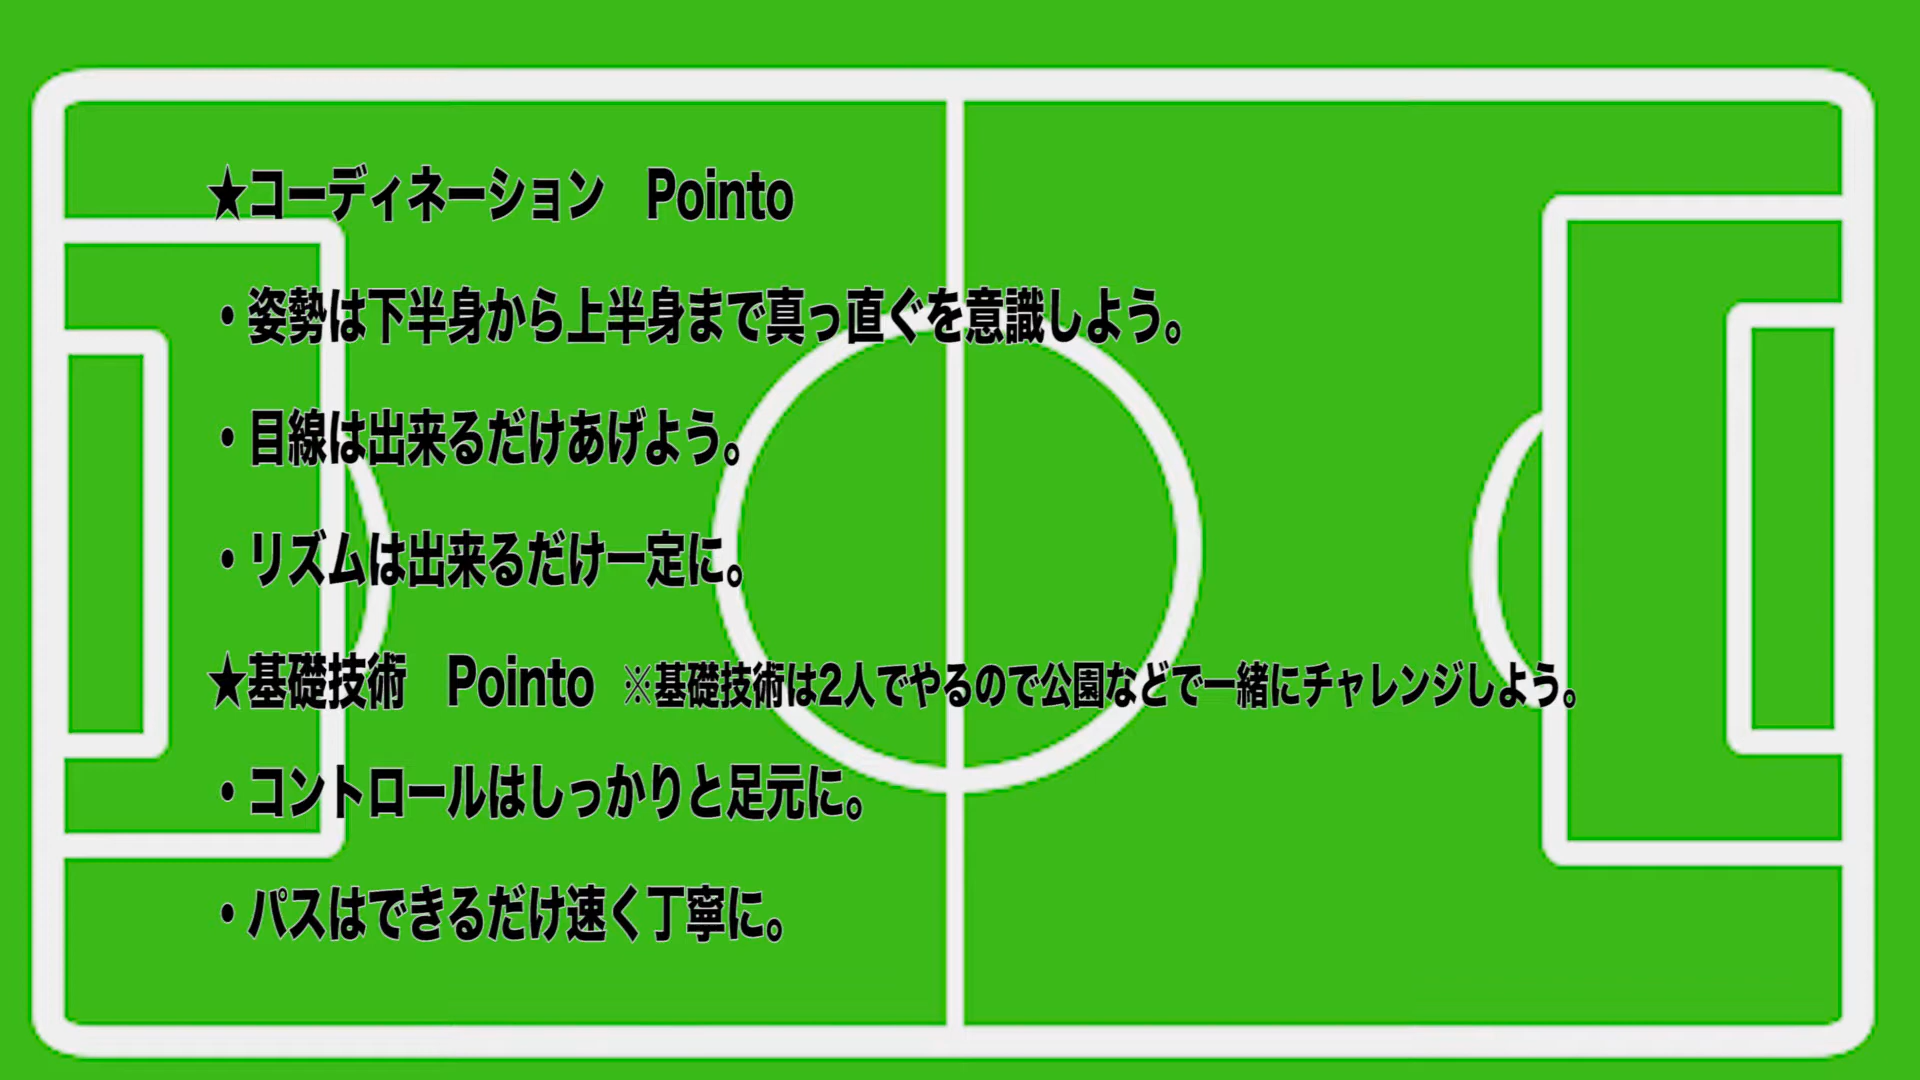 ★コーディネーション　Pointo
・姿勢は下半身から上半身まで真っ直ぐを意識しよう。
・目線は出来るだけあげよう。
・リズムは出来るだけ一定に。
★基礎技術　Pointo ※基礎技術は2人でやるので公園などで一緒にチャレンジしよう。
・コントロールはしっかりと足元に。
・パスはできるだけ速く丁寧に。